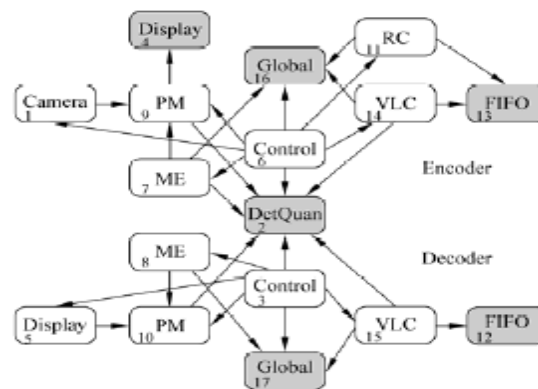 Display
4
RC
11
Global
16
Camera
1
PM
9
VLC
14
FIFO
13
Control
6
ME
7
Encoder
DctQuan
2
ME
8
Decoder
Control
3
Display
5
PM
10
VLC
15
FIFO
12
Global
17